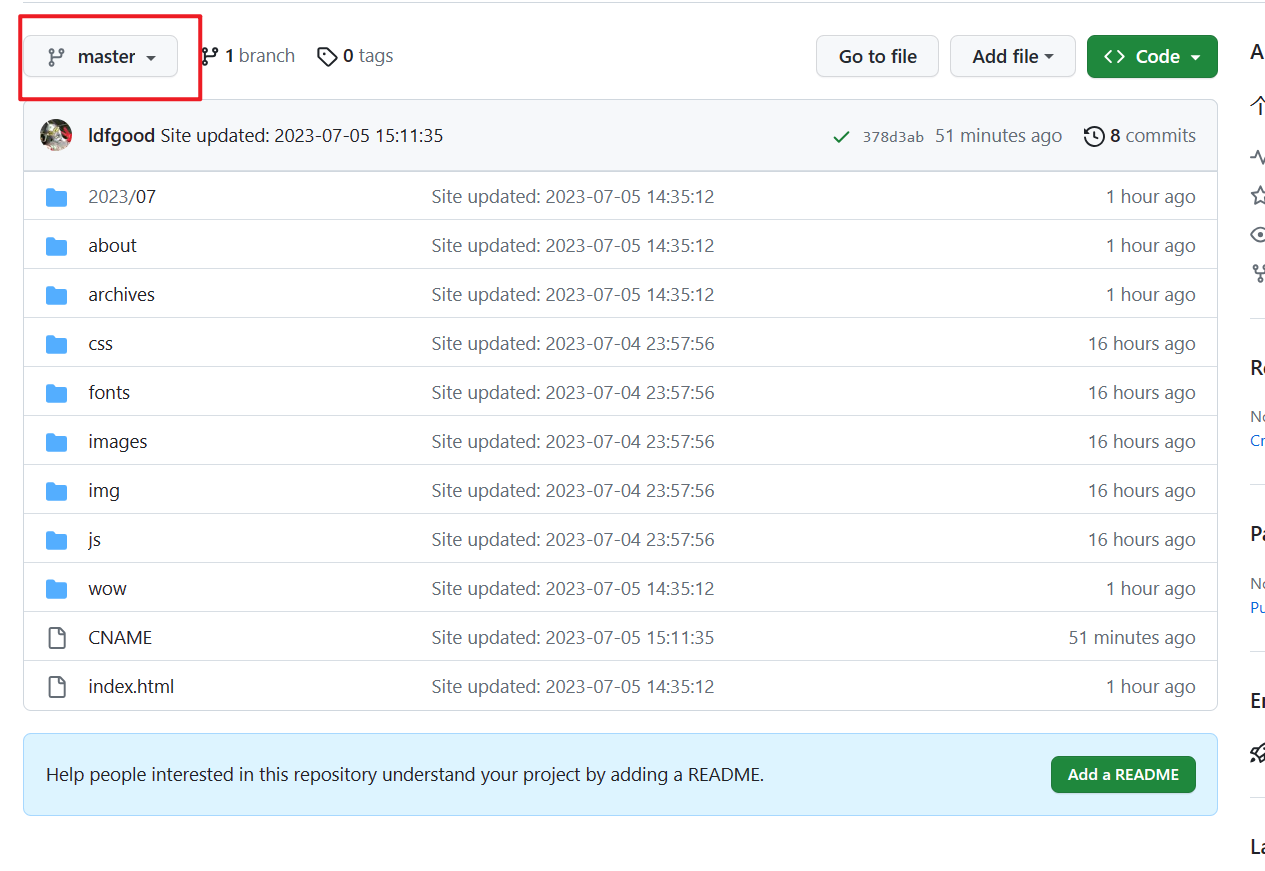 master 1 branch 0 tags Go to file Add file Code
ldfgood Site updated: 2023-07-05 15:11:35 378d3ab 51 minutes ago 8 commits
2023/07 Site updated: 2023-07-05 14:35:12 1 hour ago
about Site updated: 2023-07-05 14:35:12 1 hour ago
archives Site updated: 2023-07-05 14:35:12 1 hour ago
css Site updated: 2023-07-04 23:57:56 16 hours ago
fonts Site updated: 2023-07-04 23:57:56 16 hours ago
images Site updated: 2023-07-04 23:57:56 16 hours ago
img Site updated: 2023-07-04 23:57:56 16 hours ago
js Site updated: 2023-07-04 23:57:56 16 hours ago
wow Site updated: 2023-07-05 14:35:12 1 hour ago
CNAME Site updated: 2023-07-05 15:11:35 51 minutes ago
index.html Site updated: 2023-07-05 14:35:12 1 hour ago
Help people interested in this repository understand your project by adding a README. Add a README